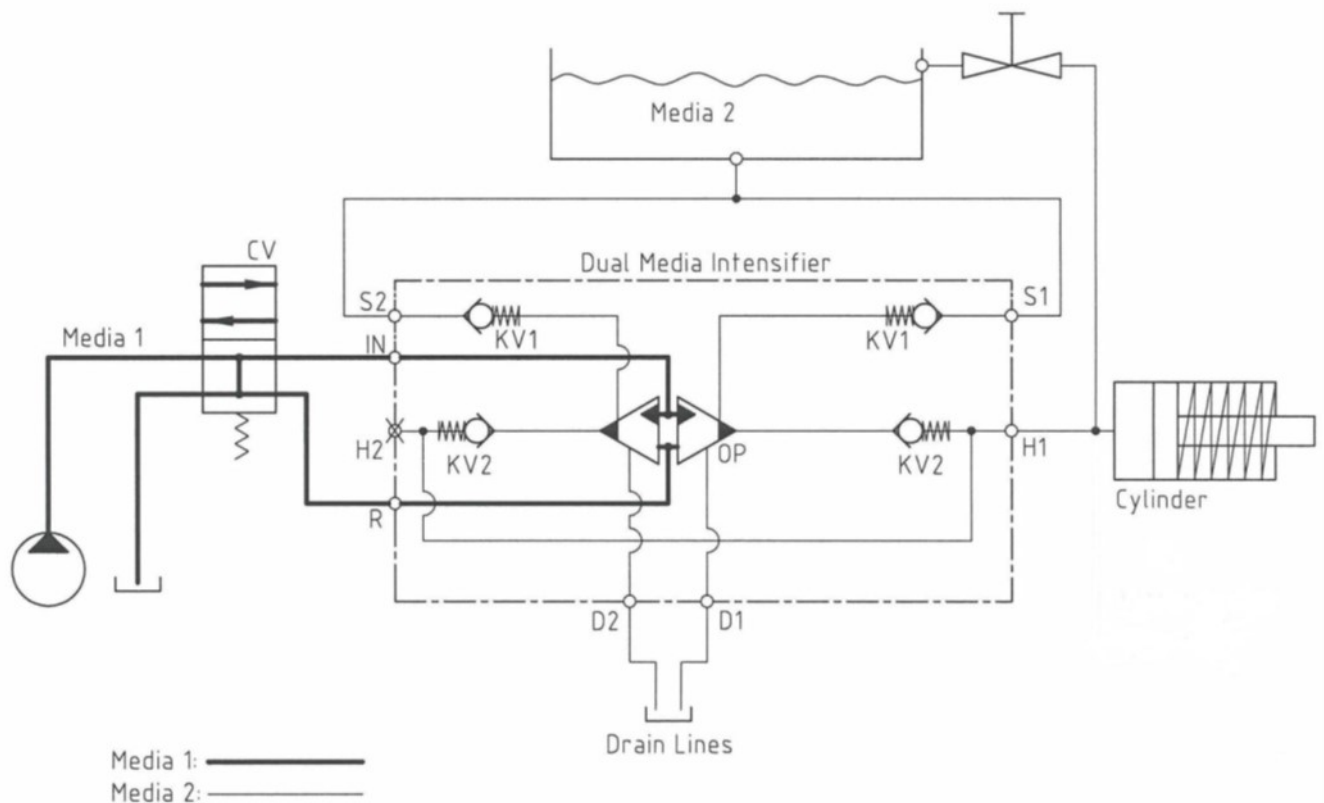 Media 2
CV
Dual Media Intensifier
S2
S1
KV1
KV1
Media 1
IN
H2
KV2
OP
KV2
H1
Cylinder
R
D2
D1
Drain Lines
Media 1:
Media 2: